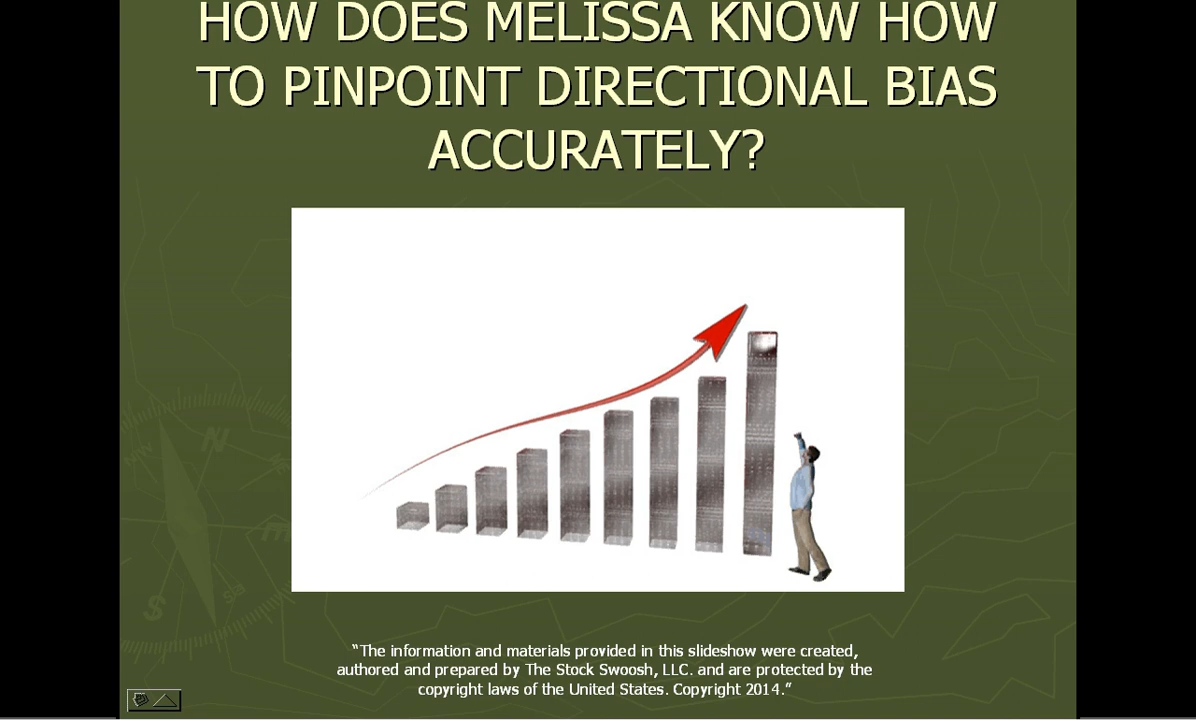 HOW DOES MELISSA KNOW HOW
TO PINPOINT DIRECTIONAL BIAS
ACCURATELY?
N
NW
E
S
SE
“The information and materials provided in this slideshow were created,
authored and prepared by The Stock Swoosh, LLC. and are protected by the
copyright laws of the United States. Copyright 2014.”